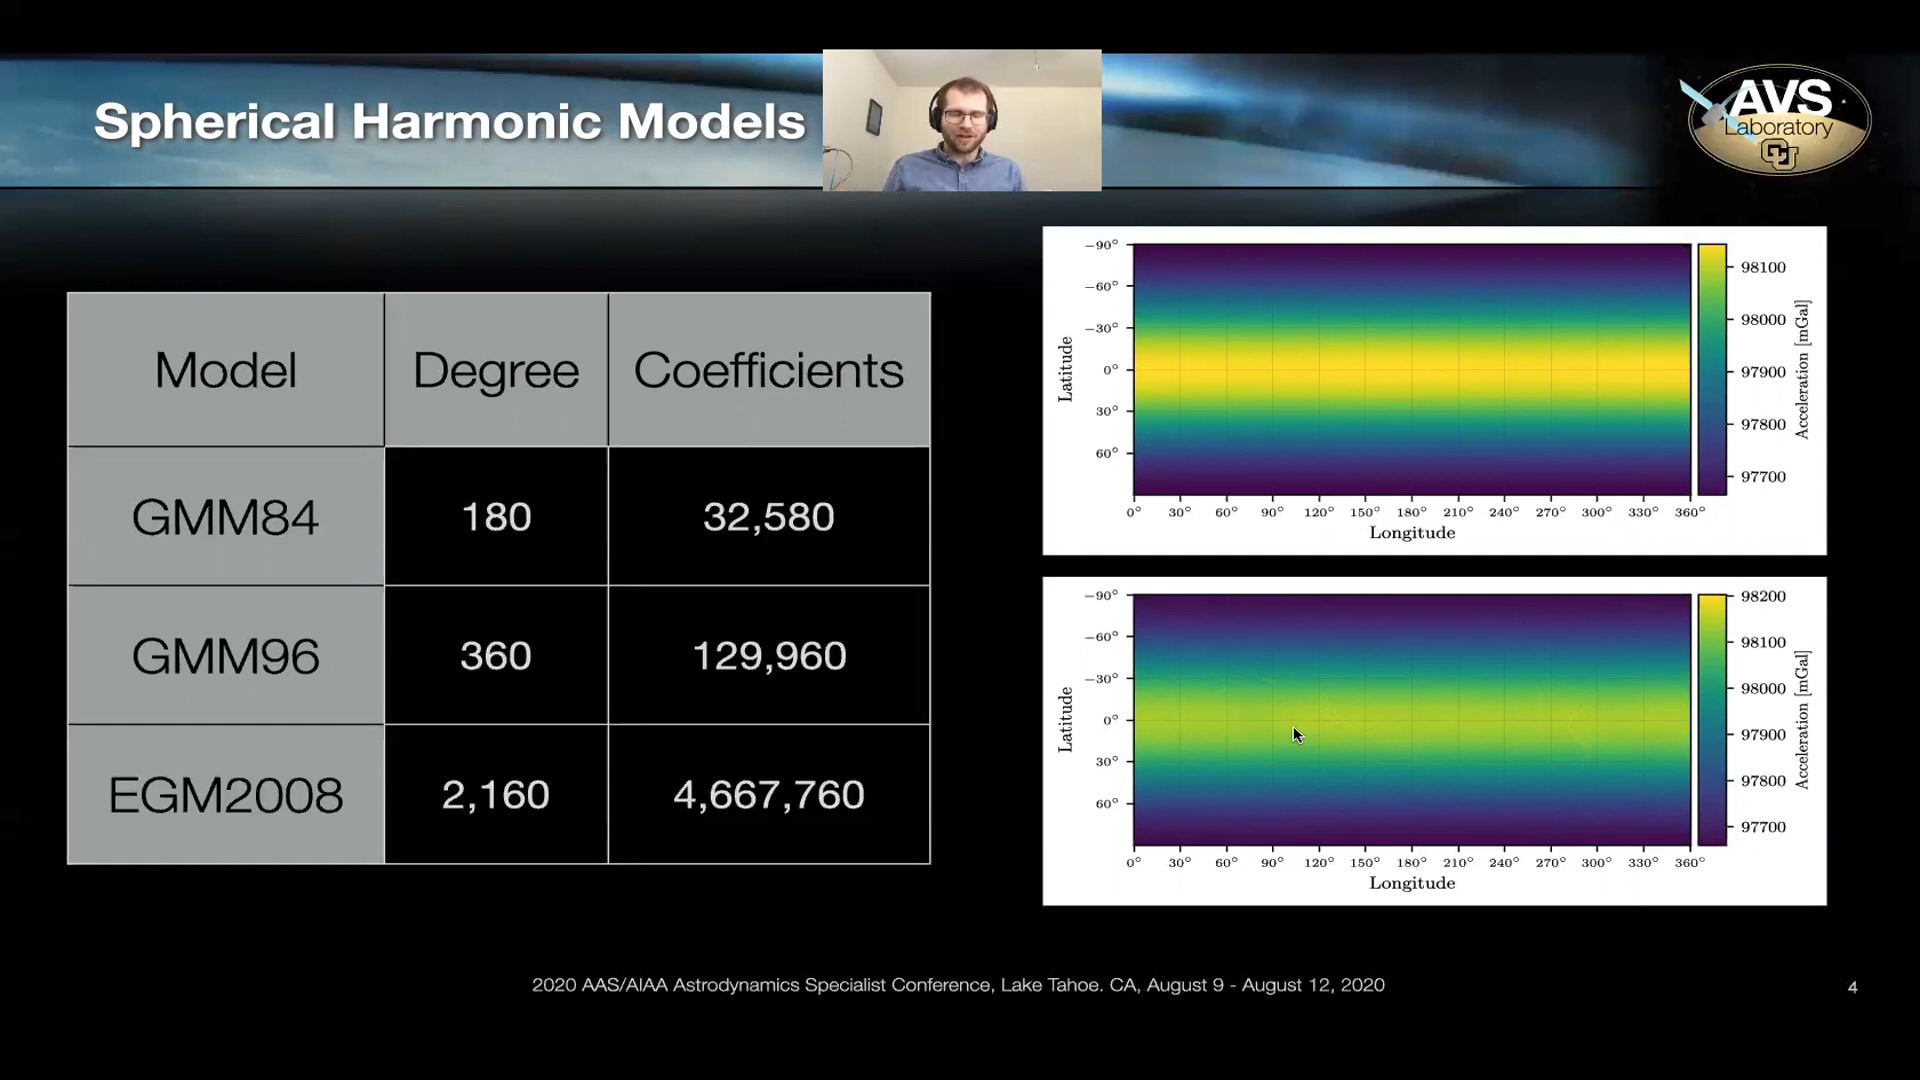 Spherical Harmonic Models
AVS
Laboratory
CU
Model Degree Coefficients
GMM84 180 32,580
GMM96 360 129,960
EGM2008 2,160 4,667,760
−90°
−60°
−30°
0°
30°
60°
Latitude
0° 30° 60° 90° 120° 150° 180° 210° 240° 270° 300° 330° 360°
Longitude
98100
98000
97900
97800
97700
Acceleration [mGal]
−90°
−60°
−30°
0°
30°
60°
Latitude
0° 30° 60° 90° 120° 150° 180° 210° 240° 270° 300° 330° 360°
Longitude
98200
98100
98000
97900
97800
97700
Acceleration [mGal]
2020 AAS/AIAA Astrodynamics Specialist Conference, Lake Tahoe. CA, August 9 - August 12, 2020
4